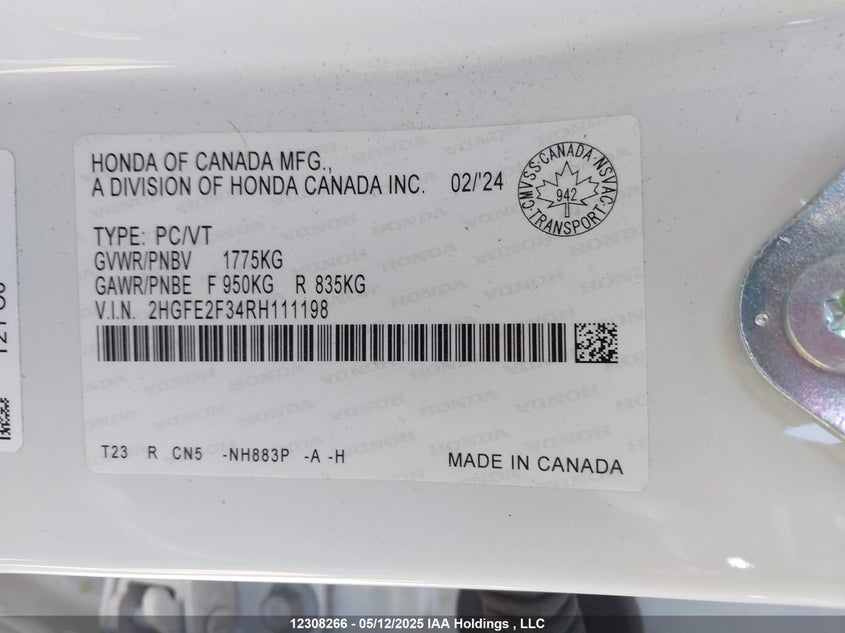 HONDA OF CANADA MFG.,
A DIVISION OF HONDA CANADA INC. 02/'24
CMVSS·CANADA·NSVAC·TRANSPORT
942
TYPE: PC/VT
GVWR/PNBV 1775KG
GAWR/PNBE F 950KG R 835KG
V.I.N. 2HGFE2F34RH111198
T23 R CN5 -NH883P -A -H
MADE IN CANADA
12308266 - 05/12/2025 IAA Holdings , LLC